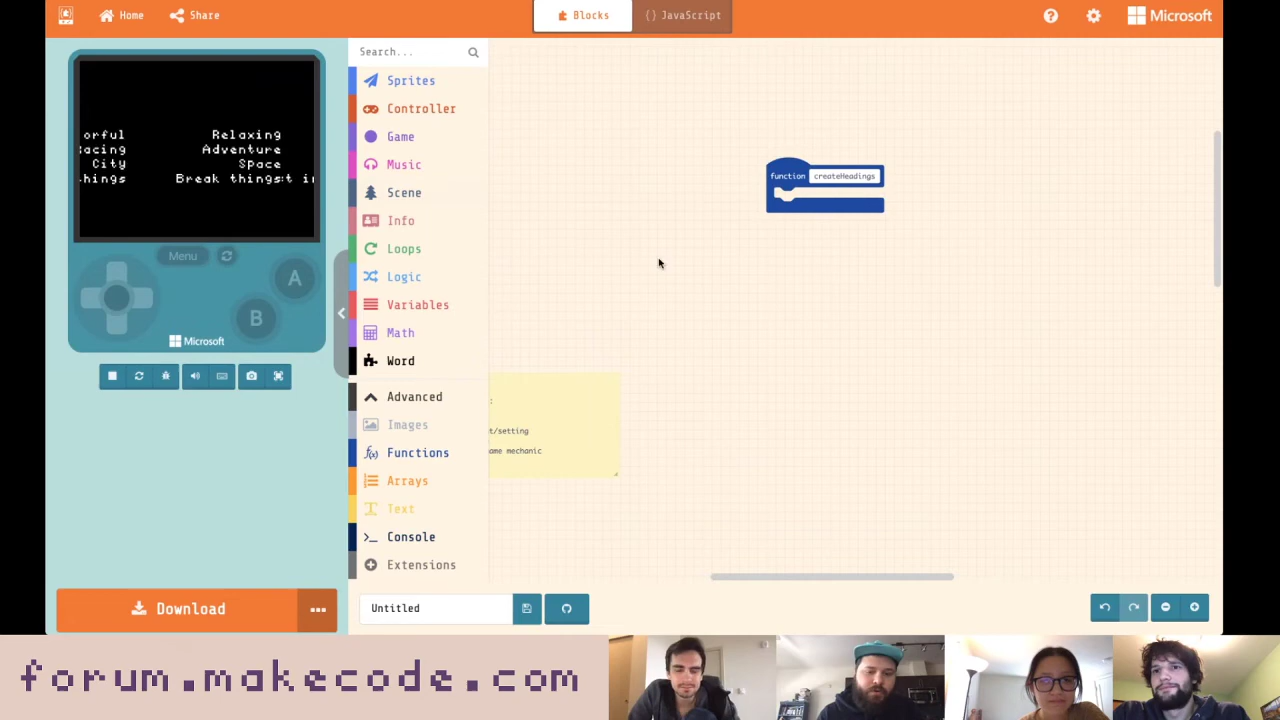 Home
Share
Blocks
{} JavaScript
Microsoft
orful Relaxing
acing Adventure
City Space
hings Break things
Menu
A
B
Microsoft
Search...
Sprites
Controller
Game
Music
Scene
Info
Loops
Logic
Variables
Math
Word
Advanced
Images
Functions
Arrays
Text
Console
Extensions
function createHeadings
:
t/setting
ame mechanic
Download
Untitled
forum.makecode.com